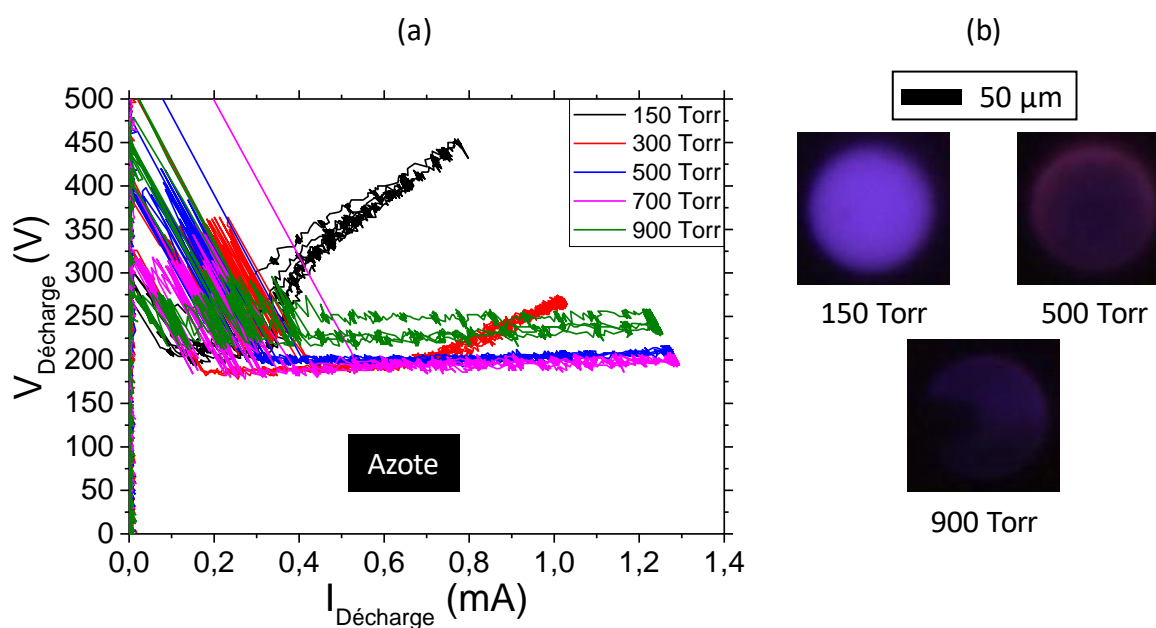 (a)
(b)
500
450
400
350
300
250
200
150
100
50
0
V Décharge (V)
0,0 0,2 0,4 0,6 0,8 1,0 1,2 1,4
I Décharge (mA)
150 Torr
300 Torr
500 Torr
700 Torr
900 Torr
Azote
50 µm
150 Torr
500 Torr
900 Torr